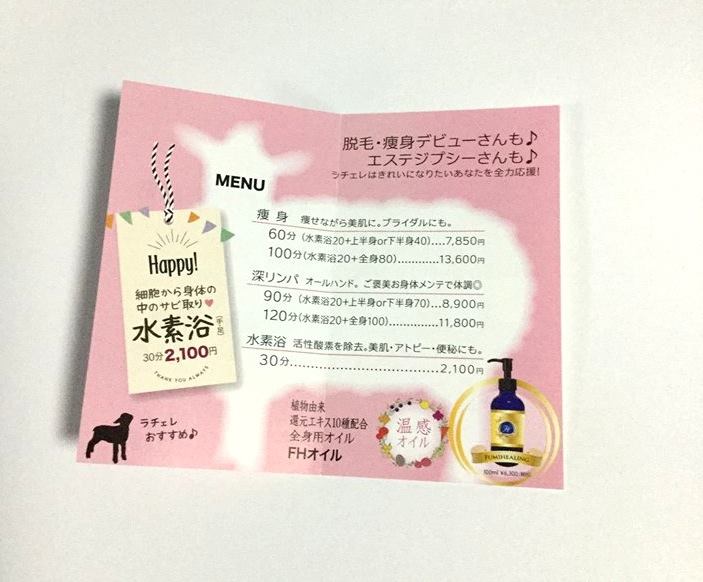 脱毛・痩身デビューさんも♪
エステジプシーさんも♪
ラチェレはきれいになりたいあなたを全力応援!
MENU
痩身 痩せながら美肌に。ブライダルにも。
60分(水素浴20+上半身or下半身40)....7,850円
100分(水素浴20+全身80)............13,600円
深リンパ オールハンド。ご褒美お身体メンテで体調◎
90分(水素浴20+上半身or下半身70)...8,900円
120分(水素浴20+全身100)..............11,800円
水素浴 活性酸素を除去。美肌・アトピー・便秘にも。
30分..........................................2,100円
Happy!
細胞から身体の
中のサビ取り♥
水素浴(手足)
30分2,100円
THANK YOU ALWAYS
ラチェレ
おすすめ♪
植物由来
還元エキス10種配合
全身用オイル
FHオイル
温感
オイル
FUMIHEALING